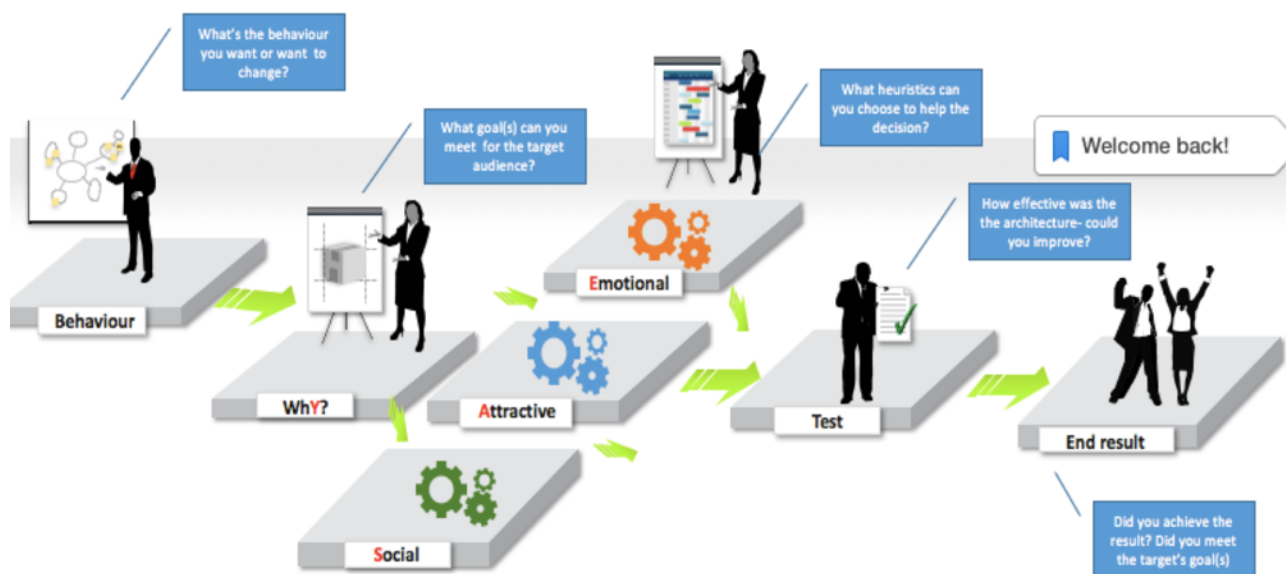 What's the behaviour
you want or want to
change?
What goal(s) can you
meet for the target
audience?
What heuristics can
you choose to help the
decision?
Welcome back!
How effective was the
the architecture- could
you improve?
Behaviour
Emotional
WhY?
Attractive
Test
End result
Social
Did you achieve the
result? Did you meet
the target's goal(s)